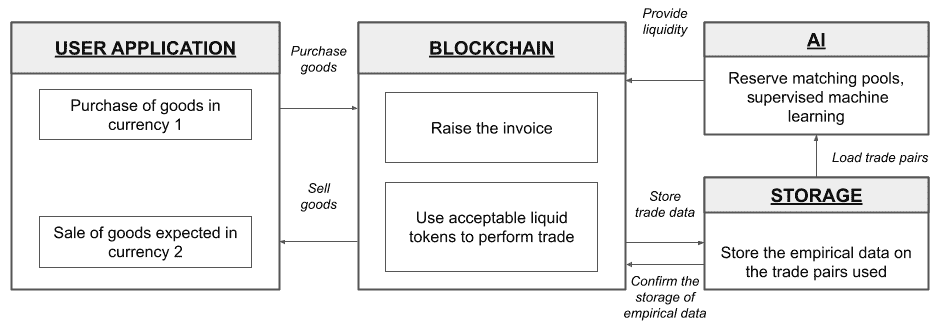 USER APPLICATION
Purchase of goods in
currency 1
Sale of goods expected in
currency 2
Purchase
goods
Sell
goods
BLOCKCHAIN
Raise the invoice
Use acceptable liquid
tokens to perform trade
Provide
liquidity
Store
trade data
Confirm the
storage of
empirical data
AI
Reserve matching pools,
supervised machine
learning
Load trade pairs
STORAGE
Store the empirical data on
the trade pairs used